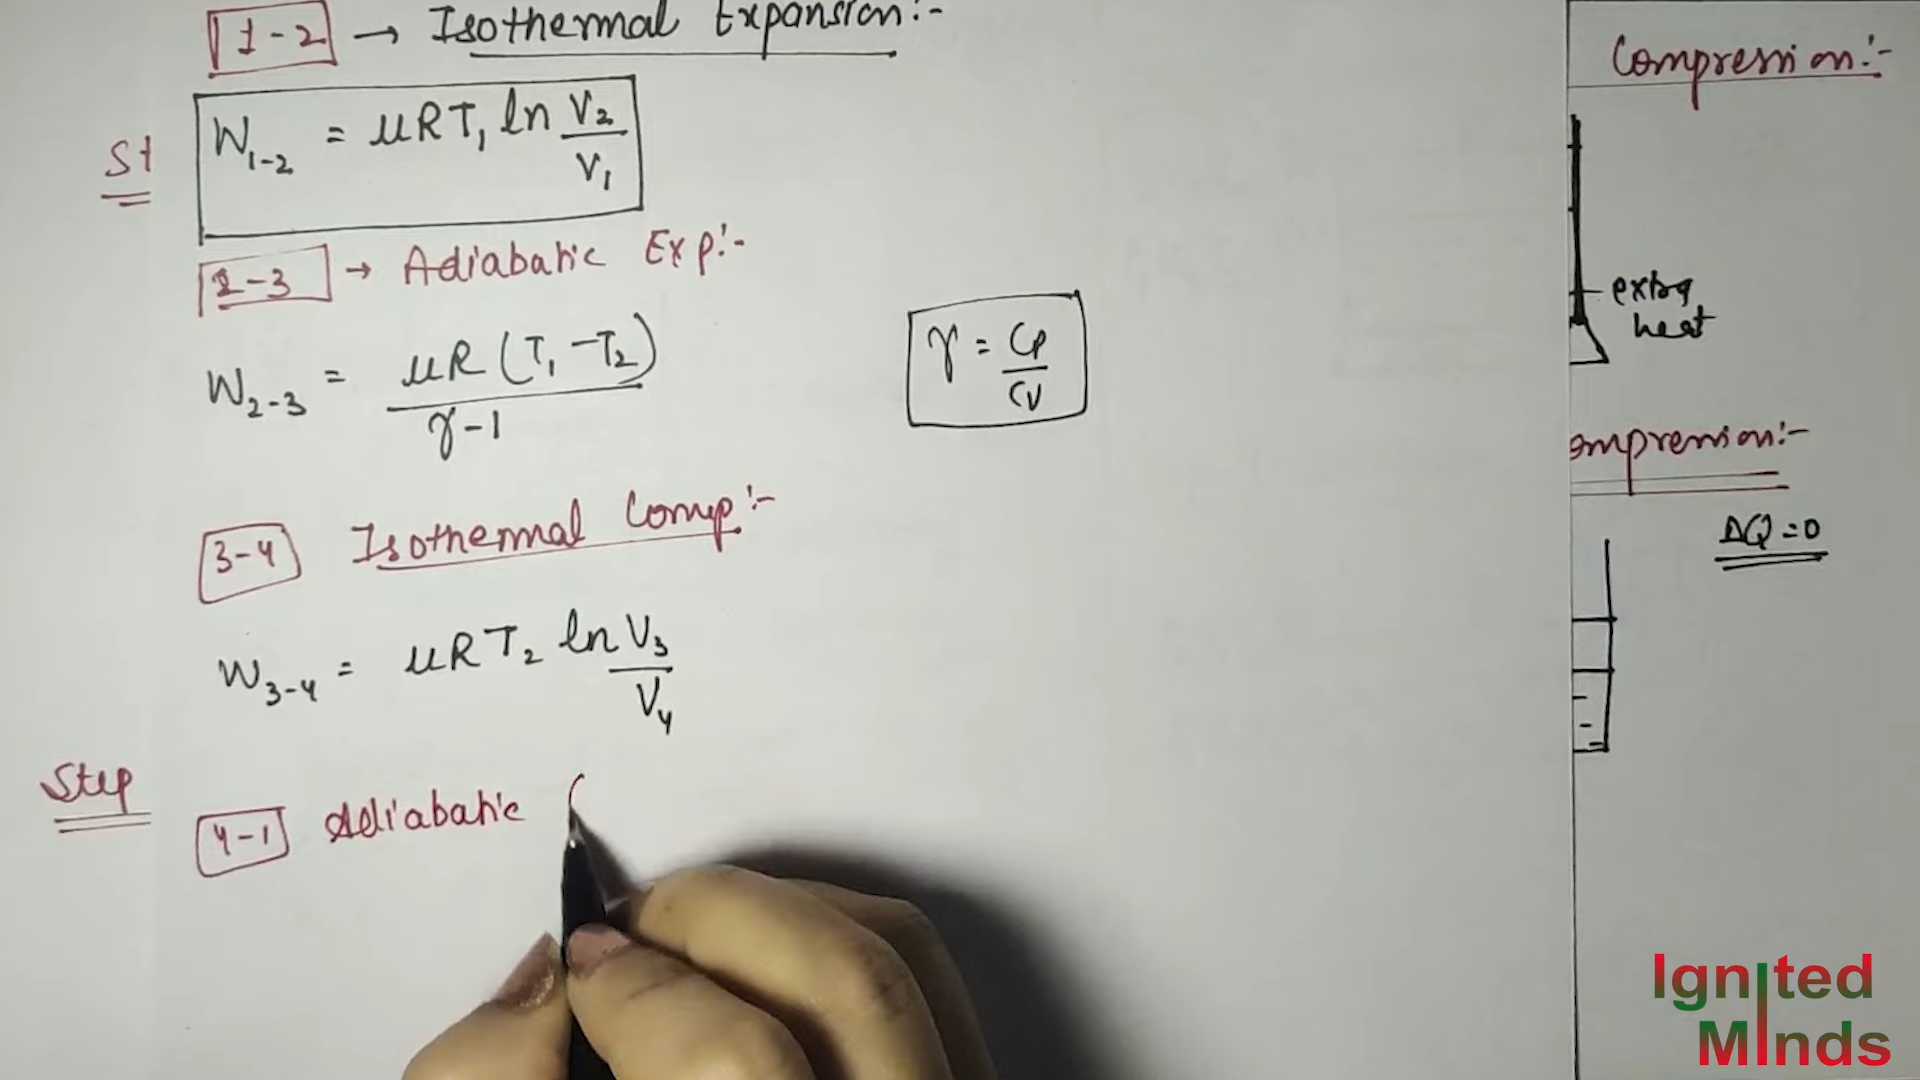 1-2 → Isothermal Expansion:-
St
W₁₋₂ = μRT₁ ln V₂/V₁
2-3 → Adiabatic Exp:-
W₂₋₃ = μR (T₁ - T₂)/γ-1
γ = Cp/Cv
3-4 Isothermal Comp:-
W₃₋₄ = μRT₂ ln V₃/V₄
Step
4-1 Adiabatic (
Compression:-
extra
heat
ompression:-
ΔQ = 0
Ignited
Minds